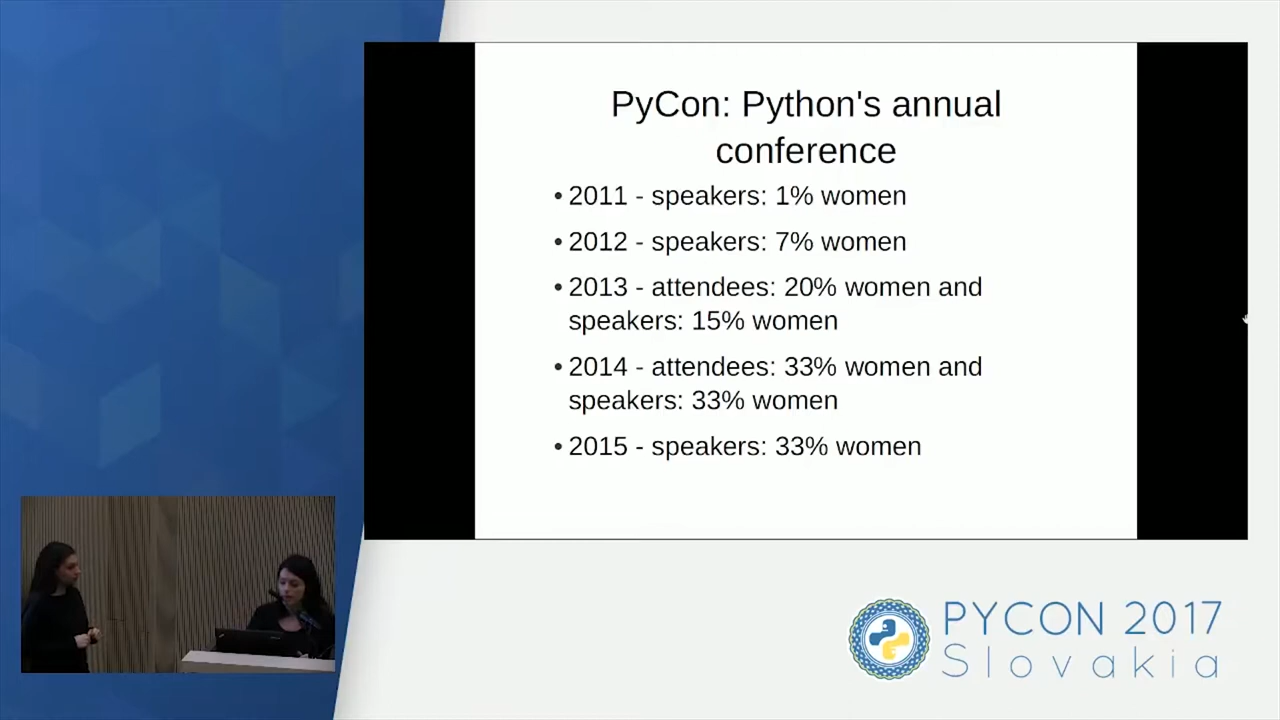 PyCon: Python's annual
conference
• 2011 - speakers: 1% women
• 2012 - speakers: 7% women
• 2013 - attendees: 20% women and
speakers: 15% women
• 2014 - attendees: 33% women and
speakers: 33% women
• 2015 - speakers: 33% women
PYCON 2017
Slovakia